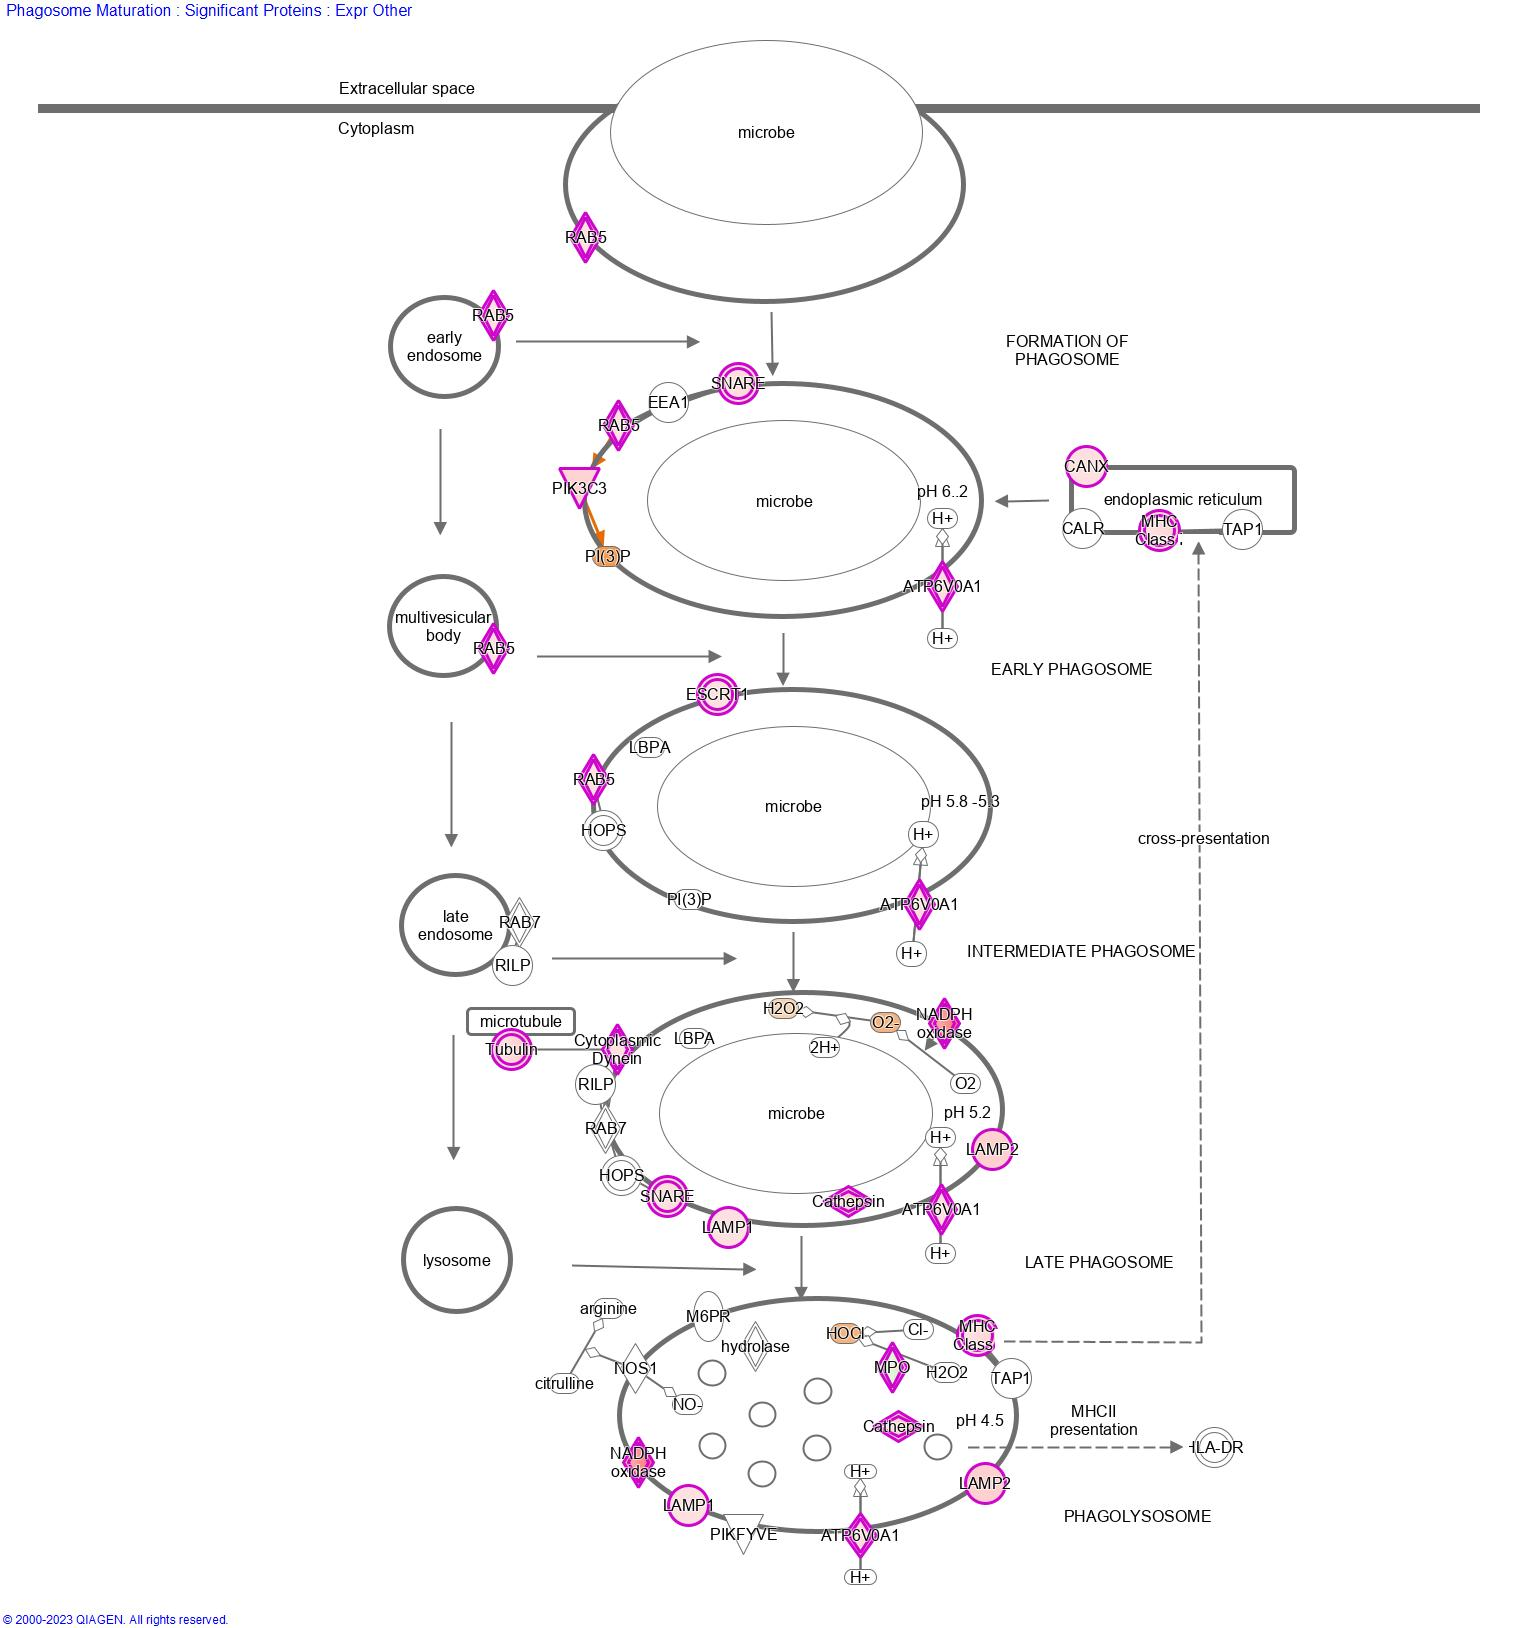 Phagosome Maturation : Significant Proteins : Expr Other
Extracellular space
Cytoplasm
microbe
RAB5
RAB5
early
endosome
FORMATION OF
PHAGOSOME
SNARE
EEA1
RAB5
PIK3C3
microbe
pH 6..2
H+
PI(3)P
ATP6V0A1
H+
CANX
endoplasmic reticulum
CALR
MHC
Class
TAP1
multivesicular
body
RAB5
EARLY PHAGOSOME
ESCRT1
LBPA
RAB5
HOPS
microbe
pH 5.8 -5.3
H+
PI(3)P
ATP6V0A1
H+
cross-presentation
late
endosome
RAB7
RILP
INTERMEDIATE PHAGOSOME
microtubule
Tubulin
Cytoplasmic
Dynein
LBPA
H2O2
O2-
NADPH
oxidase
2H+
O2
RILP
RAB7
HOPS
microbe
pH 5.2
H+
LAMP2
SNARE
LAMP1
Cathepsin
ATP6V0A1
H+
lysosome
LATE PHAGOSOME
arginine
M6PR
hydrolase
HOCl
Cl-
MHC
Class
NOS1
MPO
H2O2
TAP1
citrulline
NO-
Cathepsin
pH 4.5
MHCII
presentation
HLA-DR
NADPH
oxidase
H+
LAMP2
LAMP1
PIKFYVE
ATP6V0A1
H+
PHAGOLYSOSOME
© 2000-2023 QIAGEN. All rights reserved.